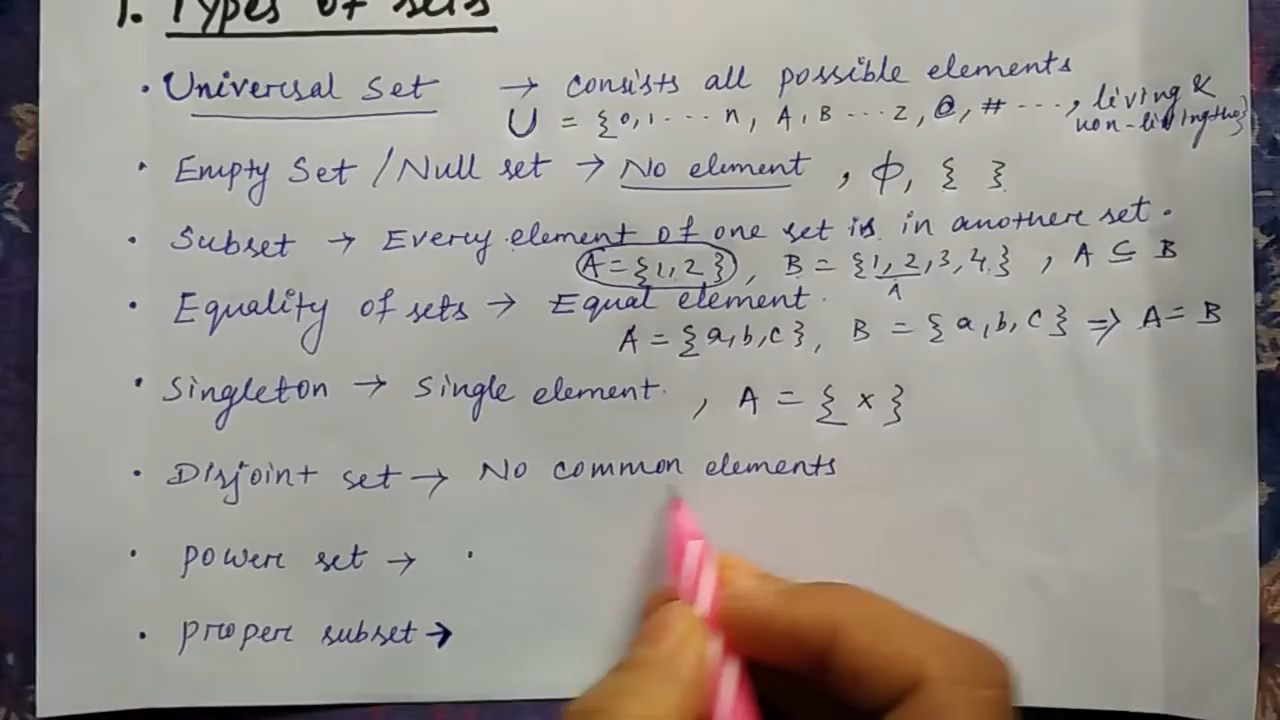 1. Types of sets
• Universal Set → consists all possible elements
U = {0, 1 .... n, A, B ... Z, @, # ...., living &
non-living
• Empty Set / Null set → No element , ϕ, { }
• Subset → Every element of one set is in another set.
A = {1, 2} , B = {1, 2, 3, 4} , A ⊆ B
A
• Equality of sets → Equal element.
A = {a, b, c}, B = {a, b, c} ⇒ A = B
• Singleton → Single element. , A = { x }
• Disjoint set → No common elements
• power set →
• proper subset →